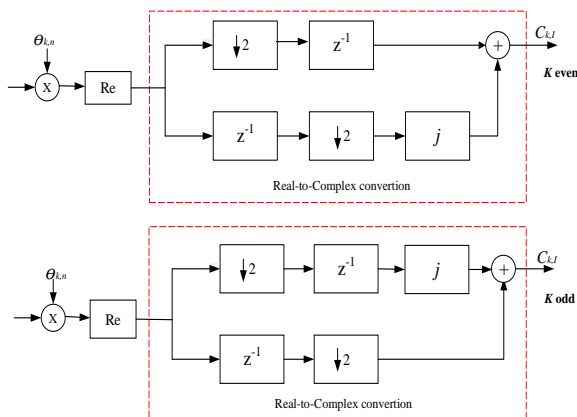 θk,n
X
Re
↓2
z-1
+
Ck,I
K even
z-1
↓2
j
Real-to-Complex convertion
θk,n
X
Re
↓2
z-1
j
+
Ck,I
K odd
z-1
↓2
Real-to-Complex convertion